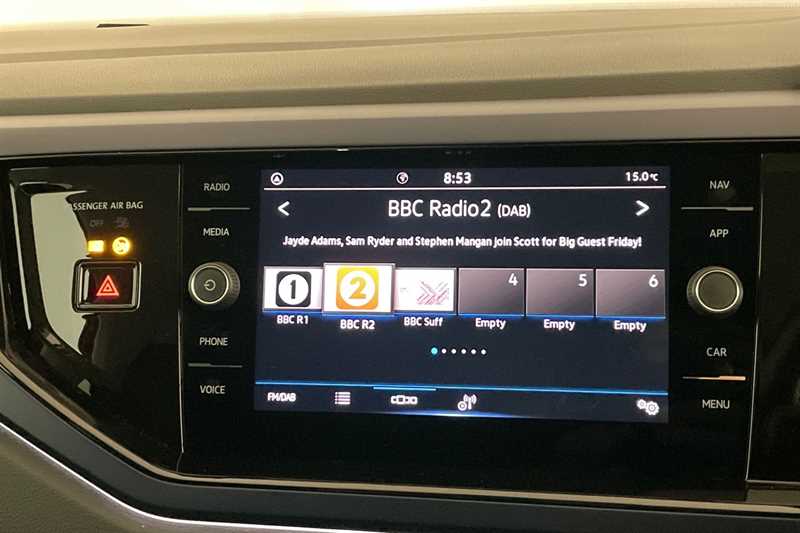 8:53
15.0°C
BBC Radio2 (DAB)
Jayde Adams, Sam Ryder and Stephen Mangan join Scott for Big Guest Friday!
1
2
4
5
6
BBC R1
BBC R2
BBC Suff
Empty
Empty
Empty
FM/DAB
RADIO
MEDIA
PHONE
VOICE
NAV
APP
CAR
MENU
PASSENGER AIR BAG
OFF